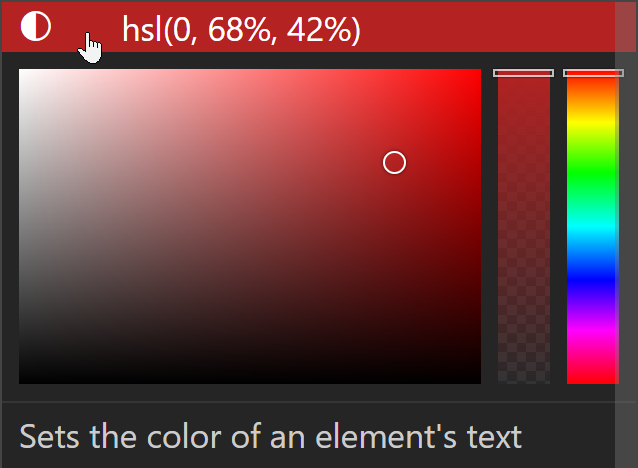 hsl(0, 68%, 42%)
Sets the color of an element's text